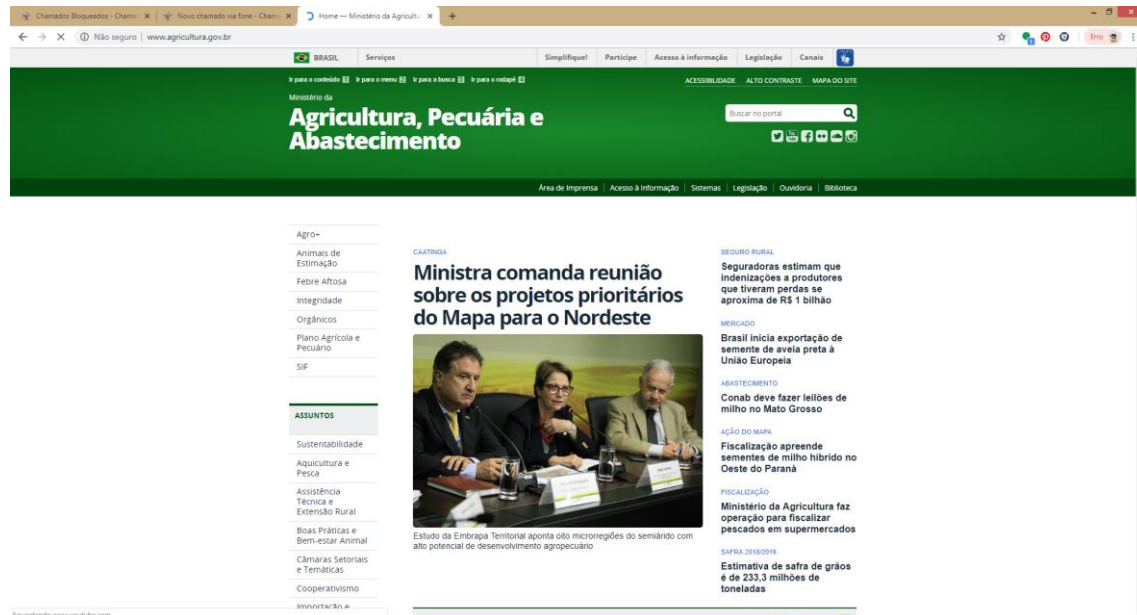 Chamados Bloqueados - Chama
Novo chamado via fone - Cham
Home — Ministério da Agricultu
Não seguro | www.agricultura.gov.br
Erro
BRASIL Serviços Simplifique! Participe Acesso à informação Legislação Canais
Ir para o conteúdo 1 Ir para o menu 2 Ir para a busca 3 Ir para o rodapé 4 ACESSIBILIDADE ALTO CONTRASTE MAPA DO SITE
Ministério da
Agricultura, Pecuária e
Abastecimento
Buscar no portal
Área de Imprensa Acesso à Informação Sistemas Legislação Ouvidoria Biblioteca
Agro+
Animais de
Estimação
Febre Aftosa
Integridade
Orgânicos
Plano Agrícola e
Pecuário
SIF
ASSUNTOS
Sustentabilidade
Aquicultura e
Pesca
Assistência
Técnica e
Extensão Rural
Boas Práticas e
Bem-estar Animal
Câmaras Setoriais
e Temáticas
Cooperativismo
Importação e
CAATINGA
Ministra comanda reunião
sobre os projetos prioritários
do Mapa para o Nordeste
Estudo da Embrapa Territorial aponta oito microrregiões do semiárido com
alto potencial de desenvolvimento agropecuário
SEGURO RURAL
Seguradoras estimam que
indenizações a produtores
que tiveram perdas se
aproxima de R$ 1 bilhão
MERCADO
Brasil inicia exportação de
semente de aveia preta à
União Europeia
ABASTECIMENTO
Conab deve fazer leilões de
milho no Mato Grosso
AÇÃO DO MAPA
Fiscalização apreende
sementes de milho híbrido no
Oeste do Paraná
FISCALIZAÇÃO
Ministério da Agricultura faz
operação para fiscalizar
pescados em supermercados
SAFRA 2018/2019
Estimativa de safra de grãos
é de 233,3 milhões de
toneladas